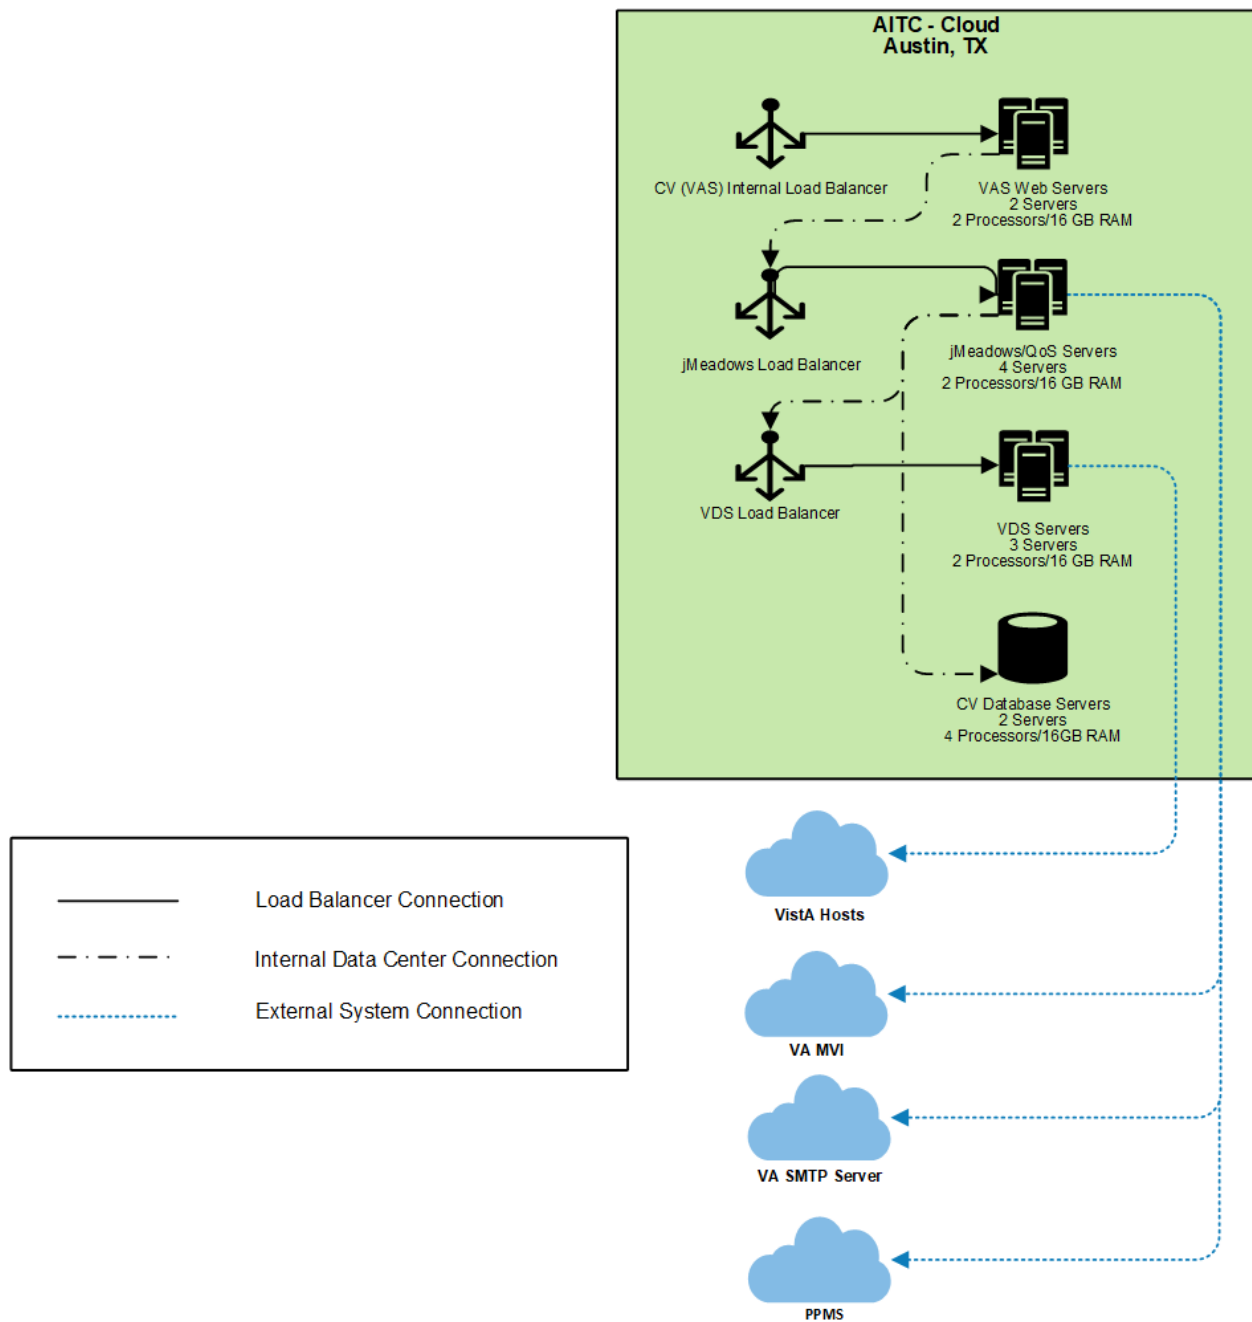 AITC - Cloud
Austin, TX
CV (VAS) Internal Load Balancer
VAS Web Servers
2 Servers
2 Processors/16 GB RAM
jMeadows Load Balancer
jMeadows/QoS Servers
4 Servers
2 Processors/16 GB RAM
VDS Load Balancer
VDS Servers
3 Servers
2 Processors/16 GB RAM
CV Database Servers
2 Servers
4 Processors/16GB RAM
Load Balancer Connection
Internal Data Center Connection
External System Connection
VistA Hosts
VA MVI
VA SMTP Server
PPMS